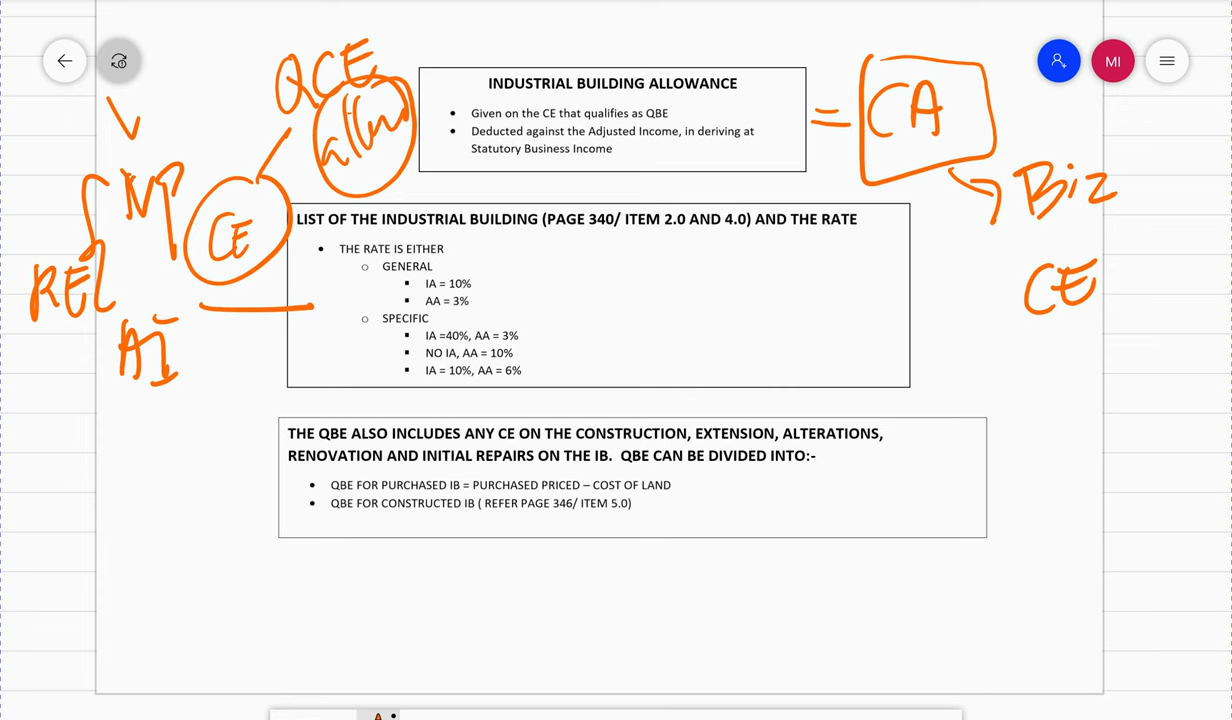 MI
QCE
INDUSTRIAL BUILDING ALLOWANCE
• Given on the CE that qualifies as QBE
• Deducted against the Adjusted Income, in deriving at
Statutory Business Income
= CA
Biz
CE
NP
CE
REL
AI
LIST OF THE INDUSTRIAL BUILDING (PAGE 340/ ITEM 2.0 AND 4.0) AND THE RATE
• THE RATE IS EITHER
o GENERAL
▪ IA = 10%
▪ AA = 3%
o SPECIFIC
▪ IA =40%, AA = 3%
▪ NO IA, AA = 10%
▪ IA = 10%, AA = 6%
THE QBE ALSO INCLUDES ANY CE ON THE CONSTRUCTION, EXTENSION, ALTERATIONS,
RENOVATION AND INITIAL REPAIRS ON THE IB. QBE CAN BE DIVIDED INTO:-
• QBE FOR PURCHASED IB = PURCHASED PRICED – COST OF LAND
• QBE FOR CONSTRUCTED IB ( REFER PAGE 346/ ITEM 5.0)